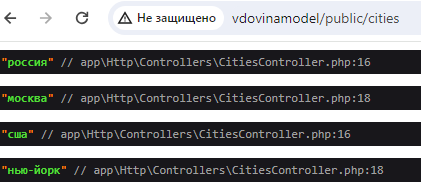 Не защищено vdovinamodel/public/cities
"россия" // app\Http\Controllers\CitiesController.php:16
"москва" // app\Http\Controllers\CitiesController.php:18
"сша" // app\Http\Controllers\CitiesController.php:16
"нью-йорк" // app\Http\Controllers\CitiesController.php:18